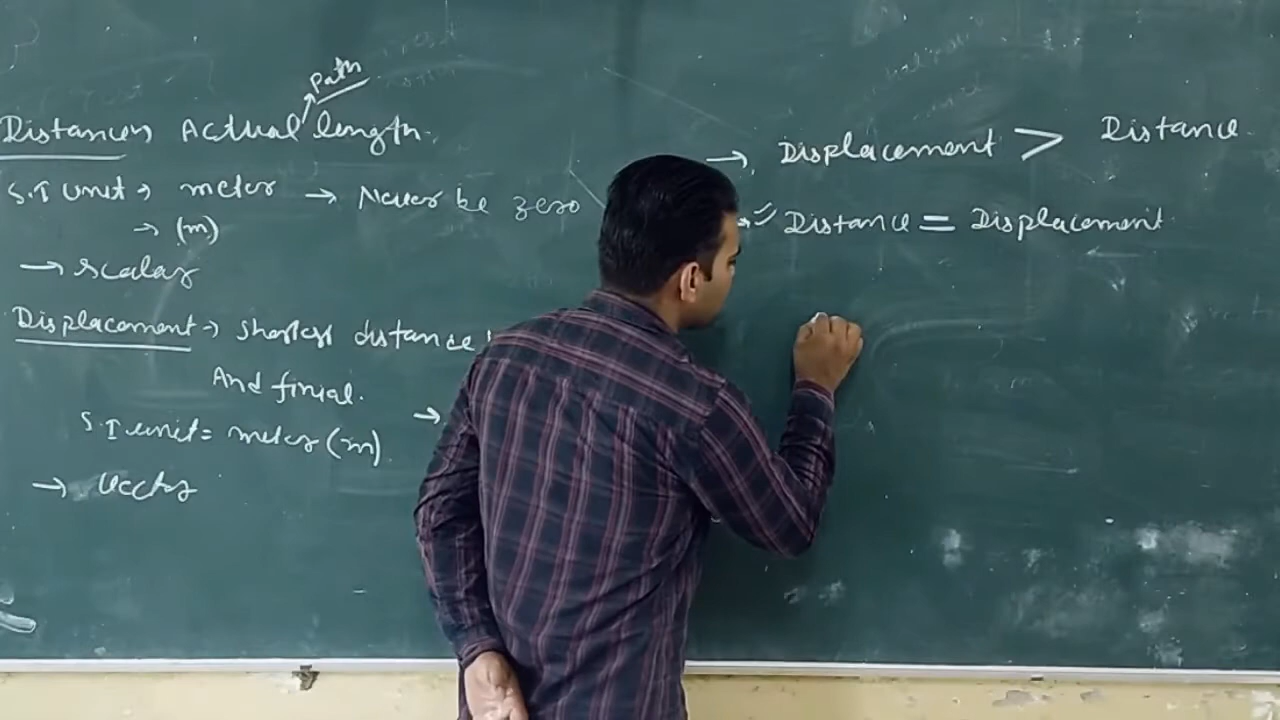 Path
Distance → Actual length.
S.I unit → meter → Never be zero
→ (m)
→ scalar
Displacement → shortest distance
And finial.
S.I unit = meter (m)
→
→ Vector
→ Displacement > Distance
Distance = Displacement